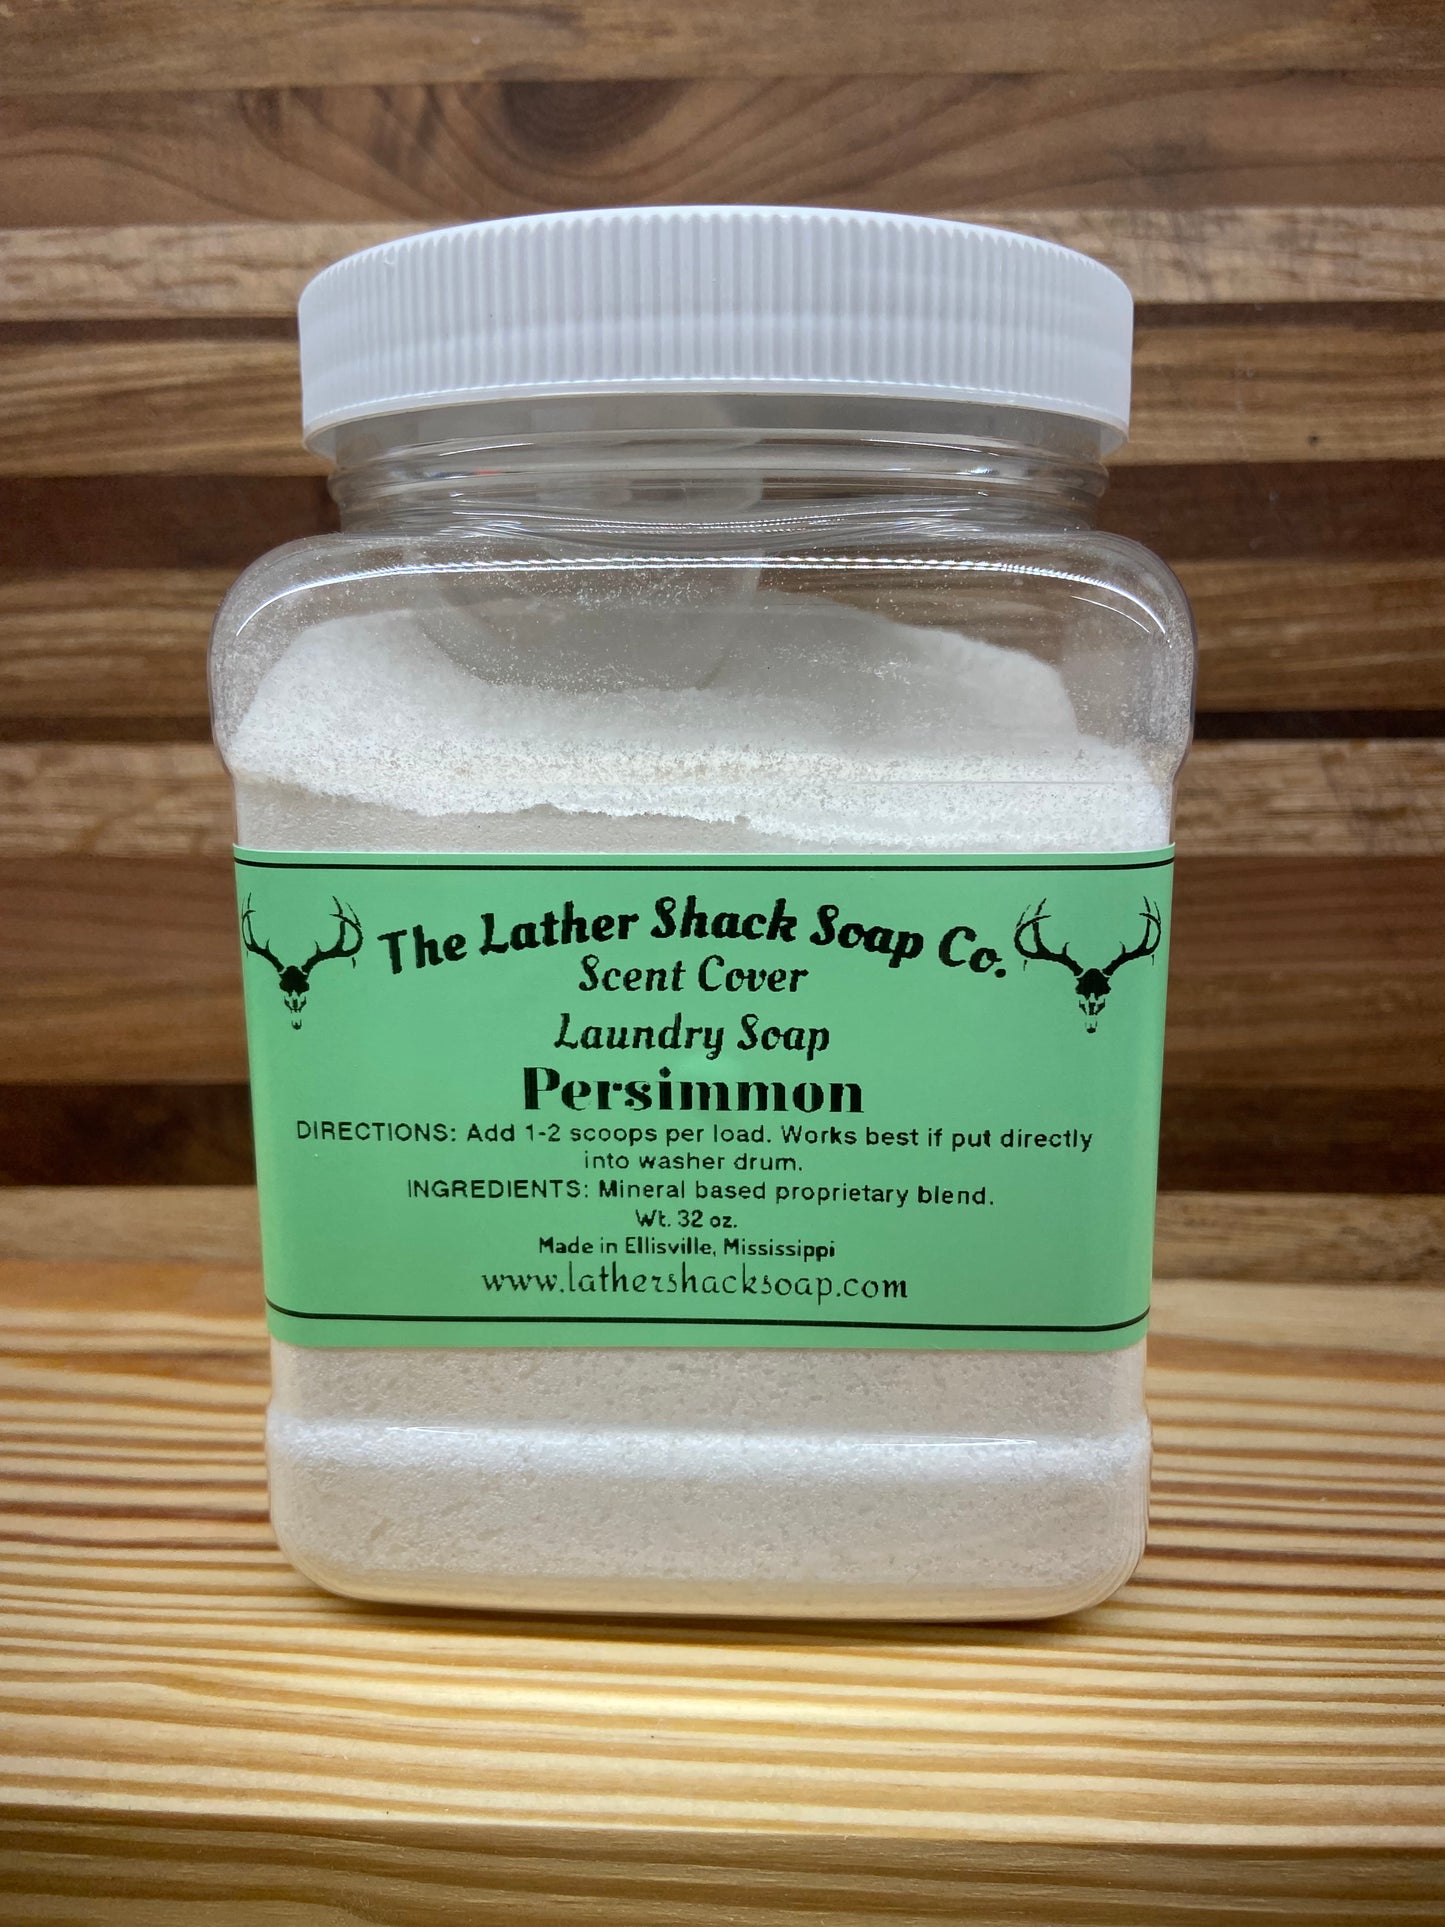 The Lather Shack Soap Co.
Scent Cover
Laundry Soap
Persimmon
DIRECTIONS: Add 1-2 scoops per load. Works best if put directly
into washer drum.
INGREDIENTS: Mineral based proprietary blend.
Wt. 32 oz.
Made in Ellisville, Mississippi
www.lathershacksoap.com